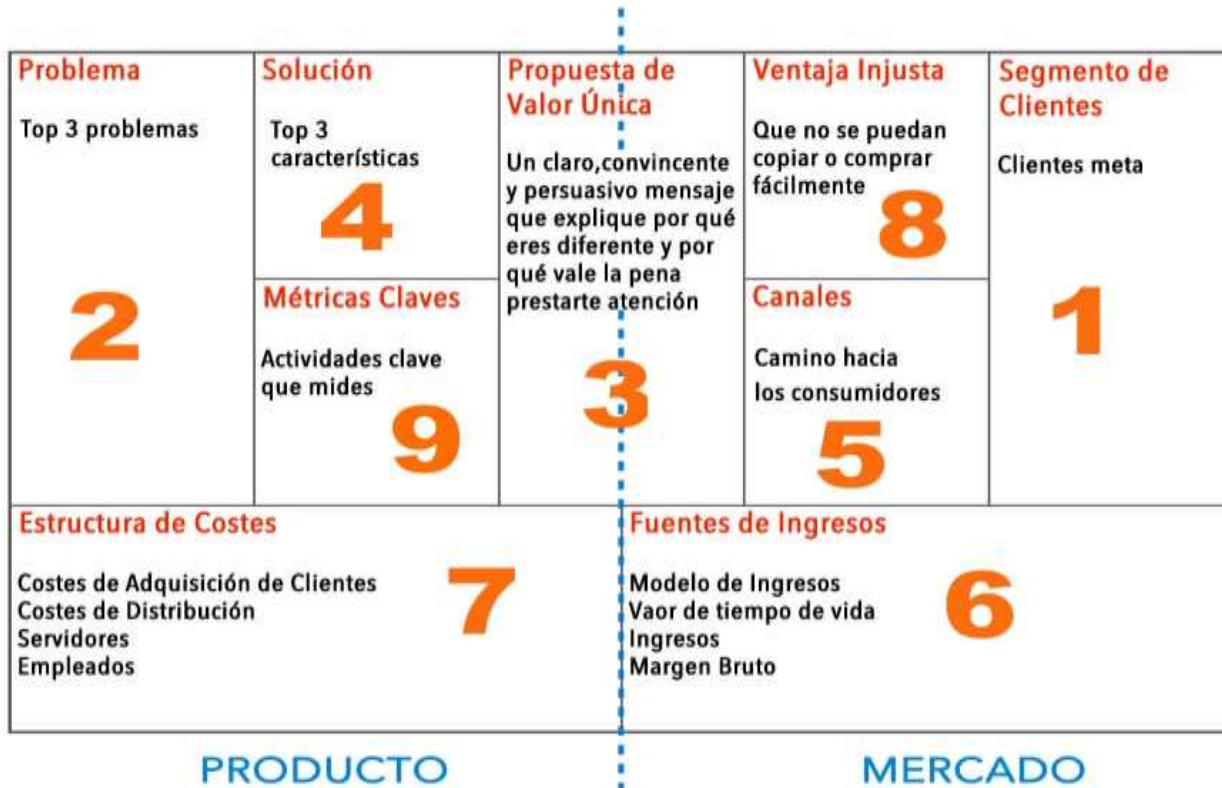 Problema
Top 3 problemas
2
Solución
Top 3
características
4
Métricas Claves
Actividades clave
que mides
9
Propuesta de
Valor Única
Un claro,convincente
y persuasivo mensaje
que explique por qué
eres diferente y por
qué vale la pena
prestarte atención
3
Ventaja Injusta
Que no se puedan
copiar o comprar
fácilmente
8
Canales
Camino hacia
los consumidores
5
Segmento de
Clientes
Clientes meta
1
Estructura de Costes
Costes de Adquisición de Clientes
Costes de Distribución
Servidores
Empleados
7
Fuentes de Ingresos
Modelo de Ingresos
Vaor de tiempo de vida
Ingresos
Margen Bruto
6
PRODUCTO
MERCADO